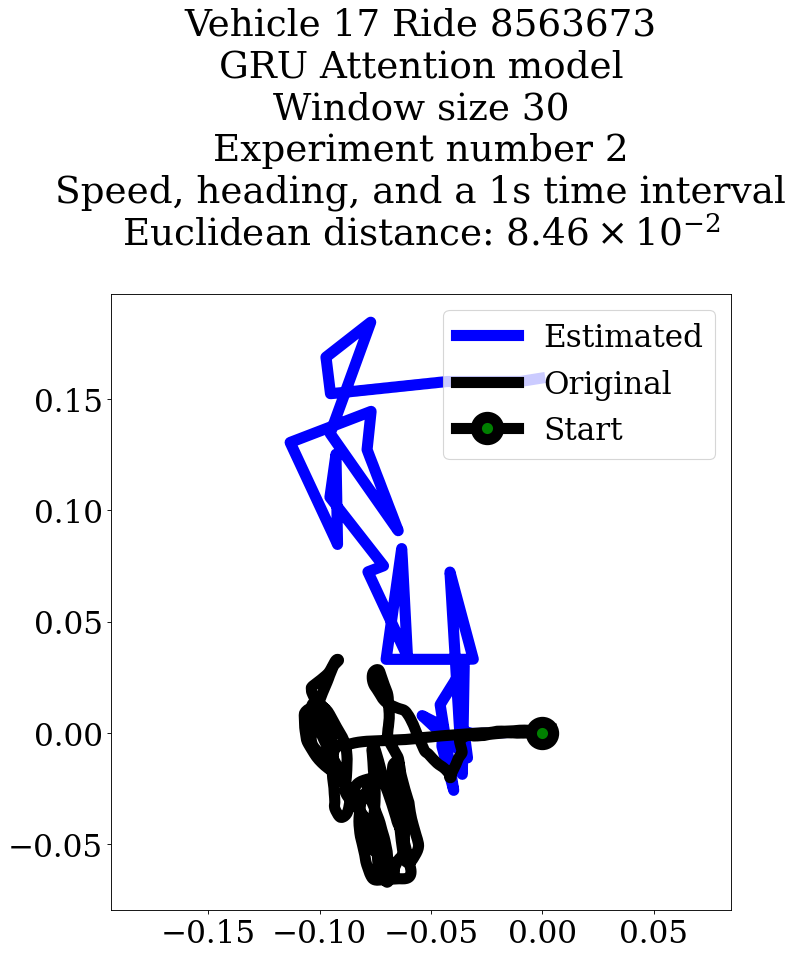 Vehicle 17 Ride 8563673
GRU Attention model
Window size 30
Experiment number 2
Speed, heading, and a 1s time interval
Euclidean distance: 8.46 × 10⁻²
Estimated
Original
Start
0.15
0.10
0.05
0.00
−0.05
−0.15 −0.10 −0.05 0.00 0.05